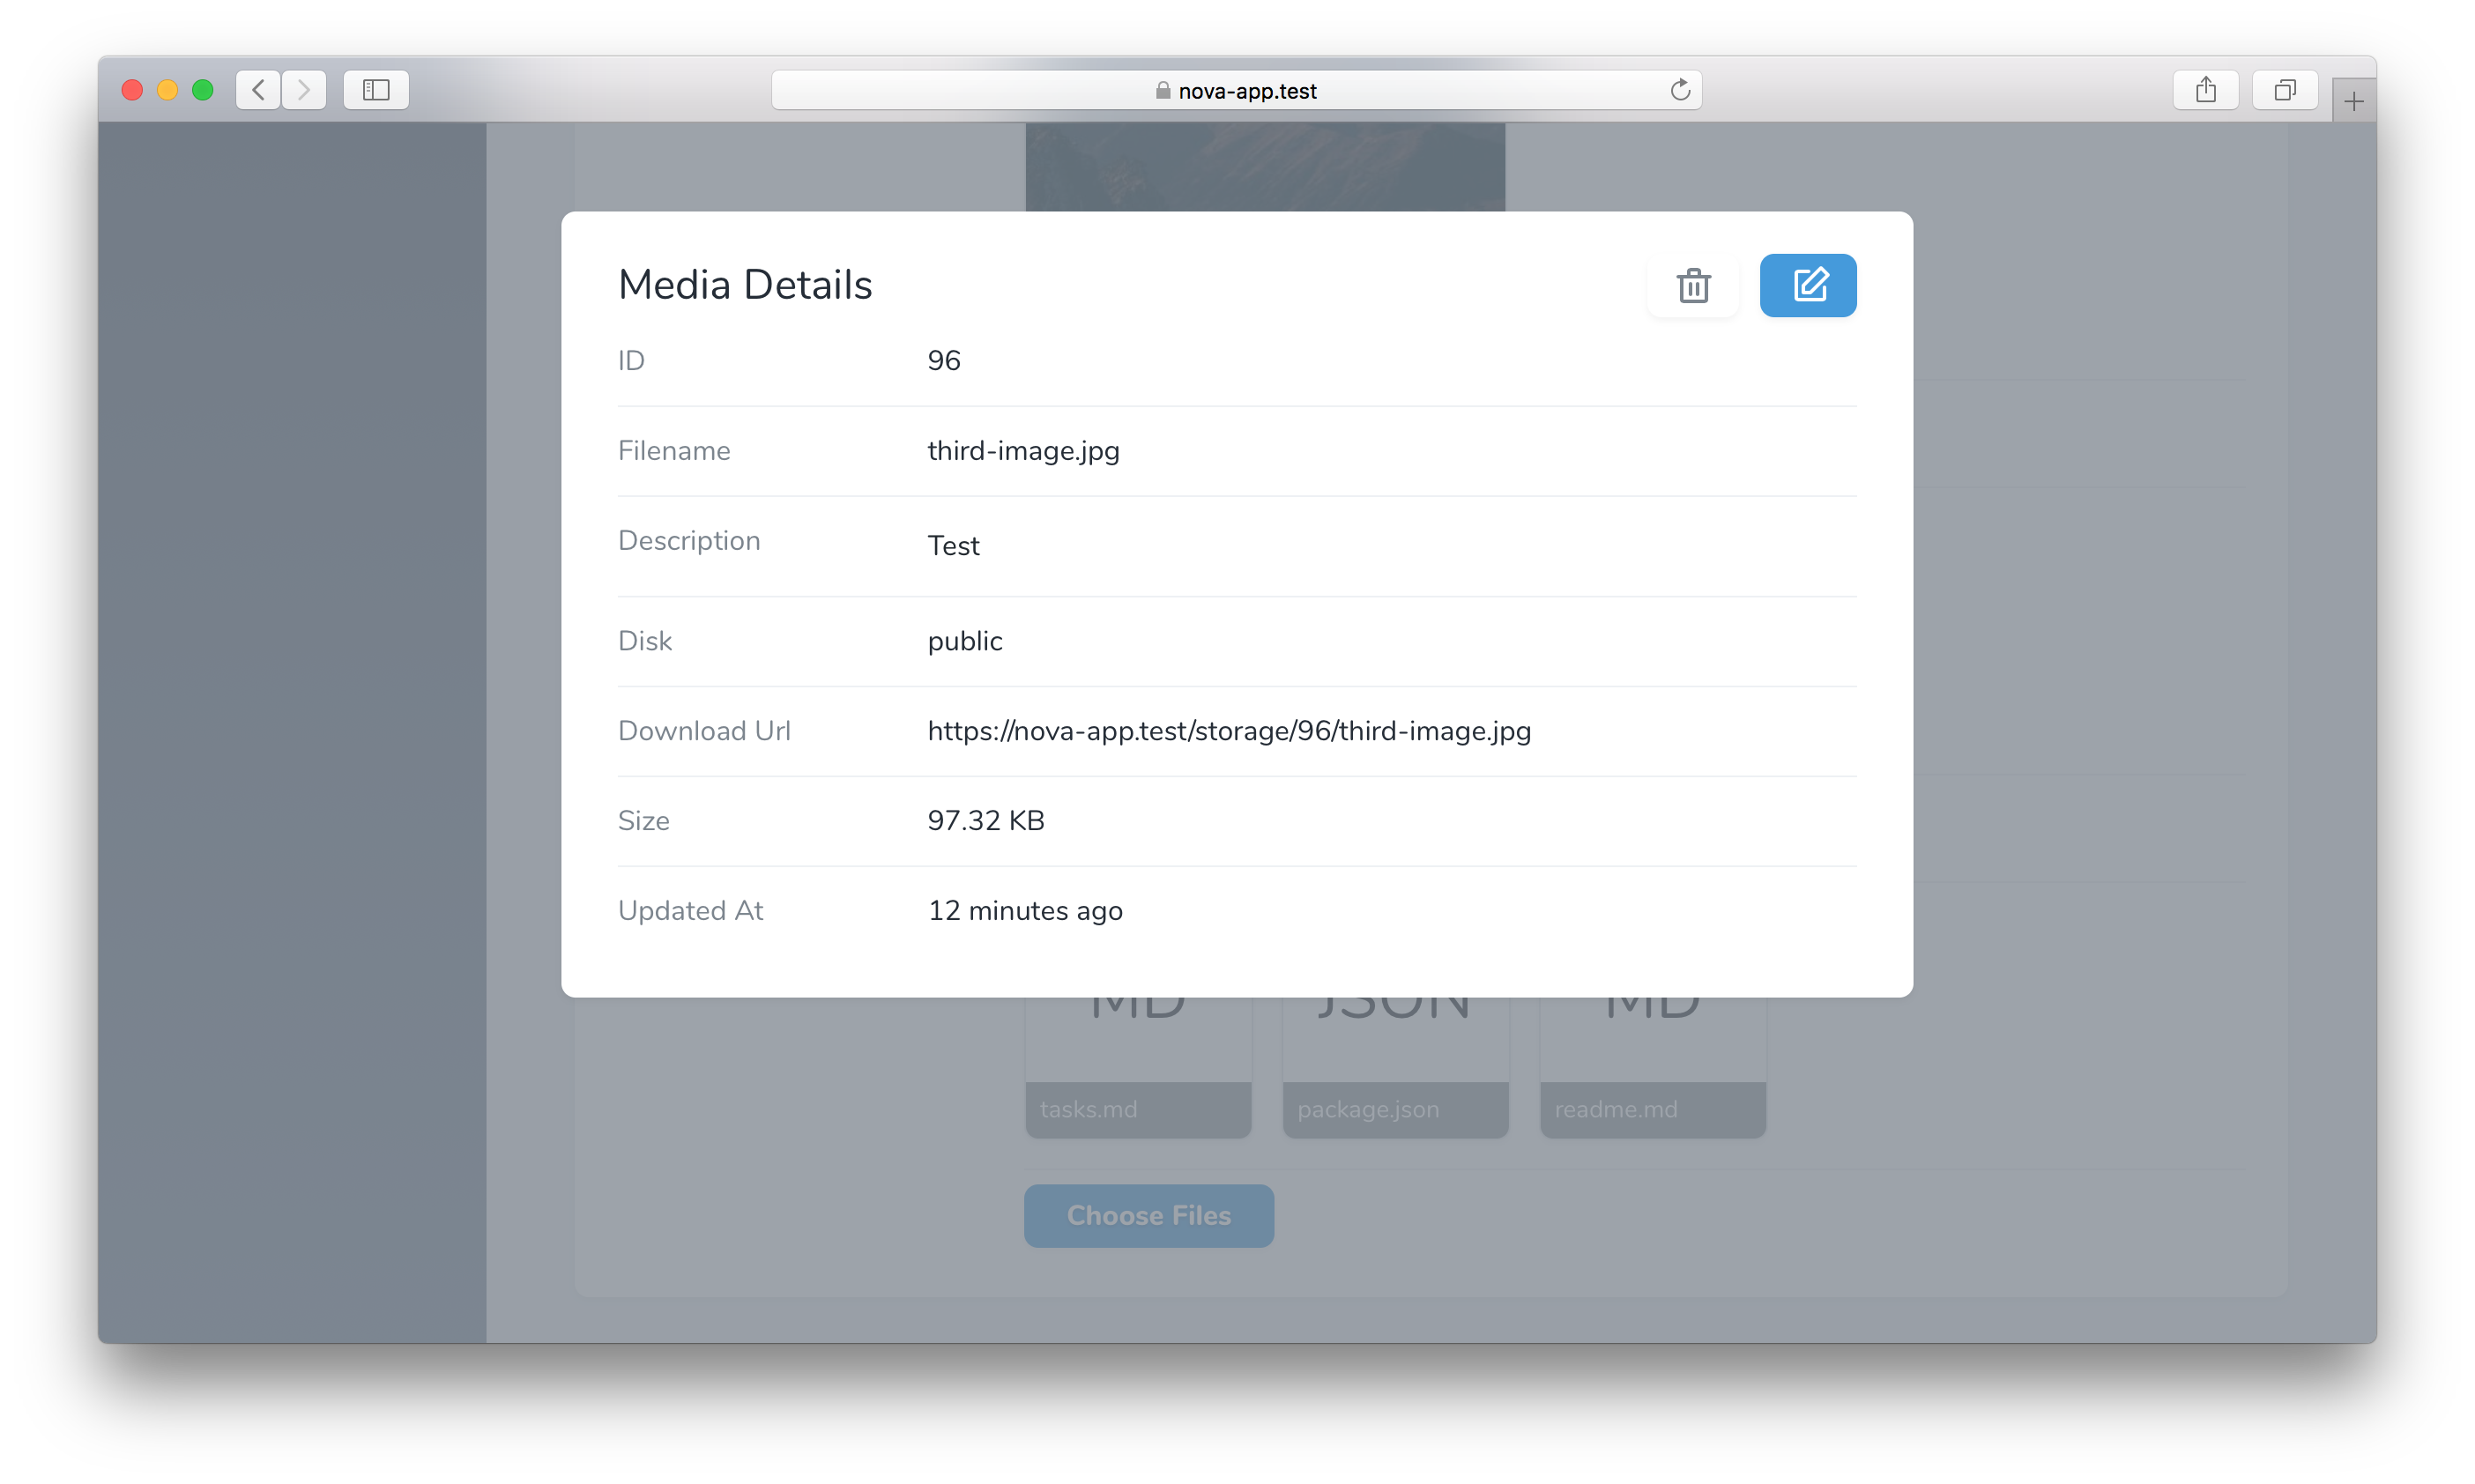 nova-app.test
Media Details
ID 96
Filename third-image.jpg
Description Test
Disk public
Download Url https://nova-app.test/storage/96/third-image.jpg
Size 97.32 KB
Updated At 12 minutes ago
MD JSON MD
tasks.md package.json readme.md
Choose Files